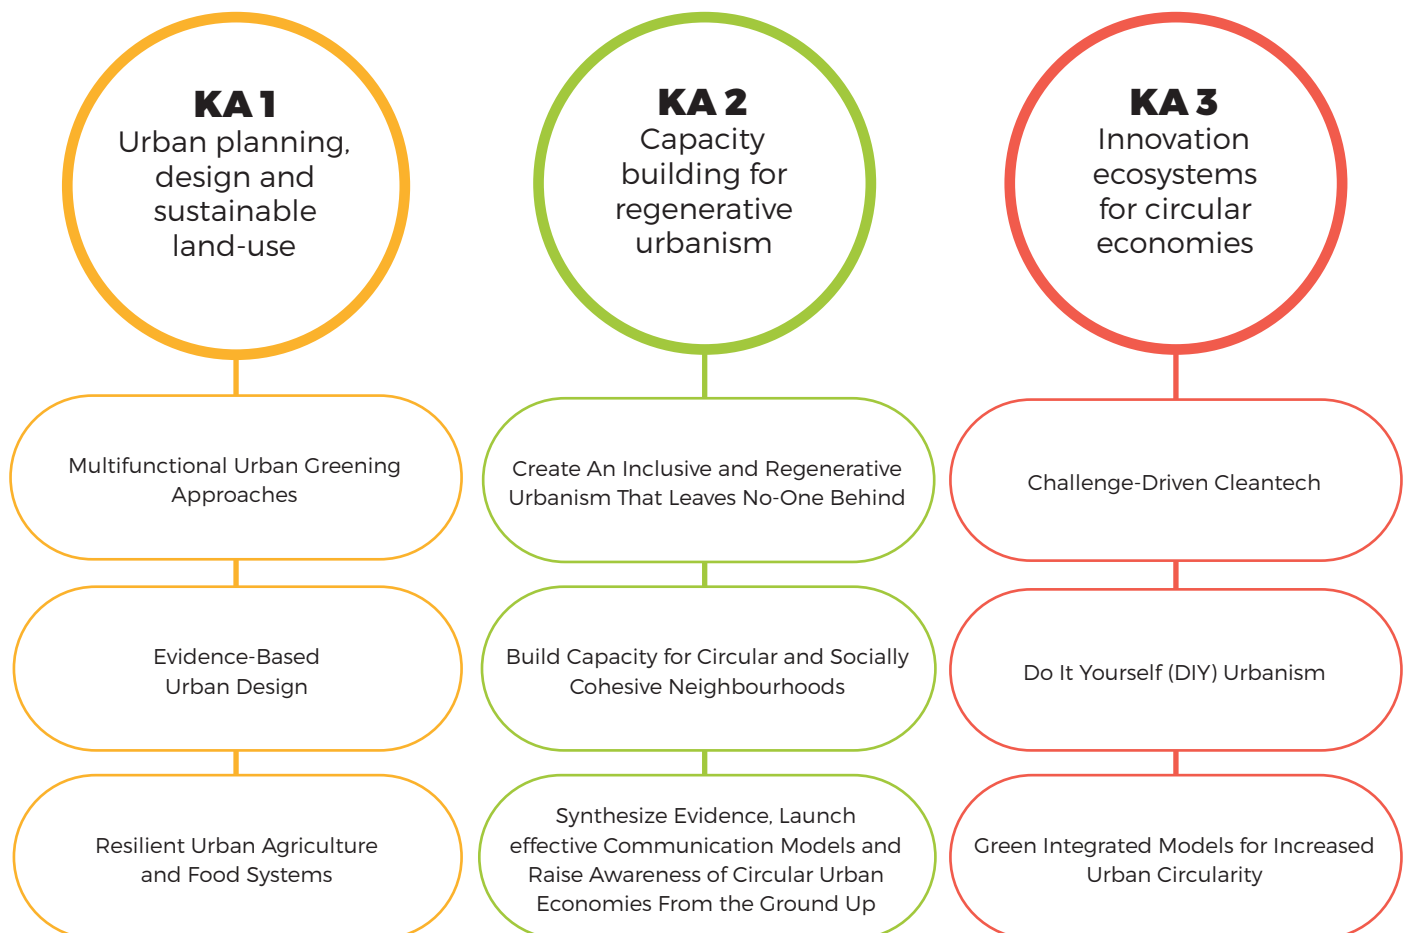 KA 1
Urban planning,
design and
sustainable
land-use
Multifunctional Urban Greening
Approaches
Evidence-Based
Urban Design
Resilient Urban Agriculture
and Food Systems
KA 2
Capacity
building for
regenerative
urbanism
Create An Inclusive and Regenerative
Urbanism That Leaves No-One Behind
Build Capacity for Circular and Socially
Cohesive Neighbourhoods
Synthesize Evidence, Launch
effective Communication Models and
Raise Awareness of Circular Urban
Economies From the Ground Up
KA 3
Innovation
ecosystems
for circular
economies
Challenge-Driven Cleantech
Do It Yourself (DIY) Urbanism
Green Integrated Models for Increased
Urban Circularity